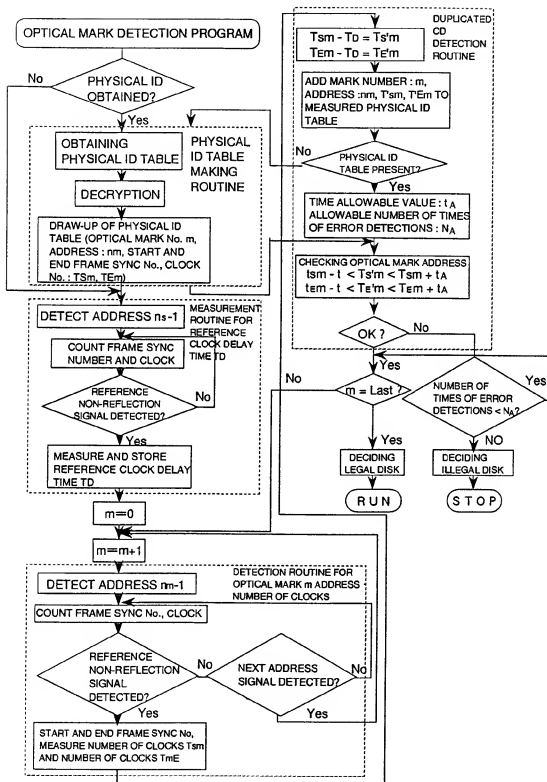 OPTICAL MARK DETECTION PROGRAM
No
PHYSICAL ID
OBTAINED?
Yes
OBTAINING
PHYSICAL ID TABLE
PHYSICAL
ID TABLE
MAKING
ROUTINE
DECRYPTION
DRAW-UP OF PHYSICAL ID
TABLE (OPTICAL MARK No. m,
ADDRESS : nm, START AND
END FRAME SYNC No., CLOCK
No. : TSm, TEm)
DETECT ADDRESS ns-1
MEASUREMENT
ROUTINE FOR
REFERENCE
CLOCK DELAY
TIME TD
COUNT FRAME SYNC
NUMBER AND CLOCK
REFERENCE
NON-REFLECTION
SIGNAL DETECTED?
No
Yes
MEASURE AND STORE
REFERENCE CLOCK DELAY
TIME TD
m=0
m=m+1
DETECT ADDRESS nm-1
DETECTION ROUTINE FOR
OPTICAL MARK m ADDRESS
NUMBER OF CLOCKS
COUNT FRAME SYNC No., CLOCK
REFERENCE
NON-REFLECTION
SIGNAL
DETECTED?
No
NEXT ADDRESS
SIGNAL DETECTED?
No
Yes
Yes
START AND END FRAME SYNC No,
MEASURE NUMBER OF CLOCKS Tsm
AND NUMBER OF CLOCKS TmE
Tsm - TD = Ts'm
TEm - TD = TE'm
DUPLICATED
CD
DETECTION
ROUTINE
ADD MARK NUMBER : m,
ADDRESS :nm, T'sm, T'Em TO
MEASURED PHYSICAL ID
TABLE
No
PHYSICAL ID
TABLE PRESENT?
Yes
TIME ALLOWABLE VALUE : tA
ALLOWABLE NUMBER OF TIMES
OF ERROR DETECTIONS : NA
CHECKING OPTICAL MARK ADDRESS
tsm - t < Ts'm < Tsm + tA
tEm - t < TE'm < TEm + tA
OK ?
No
Yes
No
m = Last ?
NUMBER OF
TIMES OF ERROR
DETECTIONS < NA?
Yes
Yes
NO
DECIDING
LEGAL DISK
DECIDING
ILLEGAL DISK
RUN
STOP